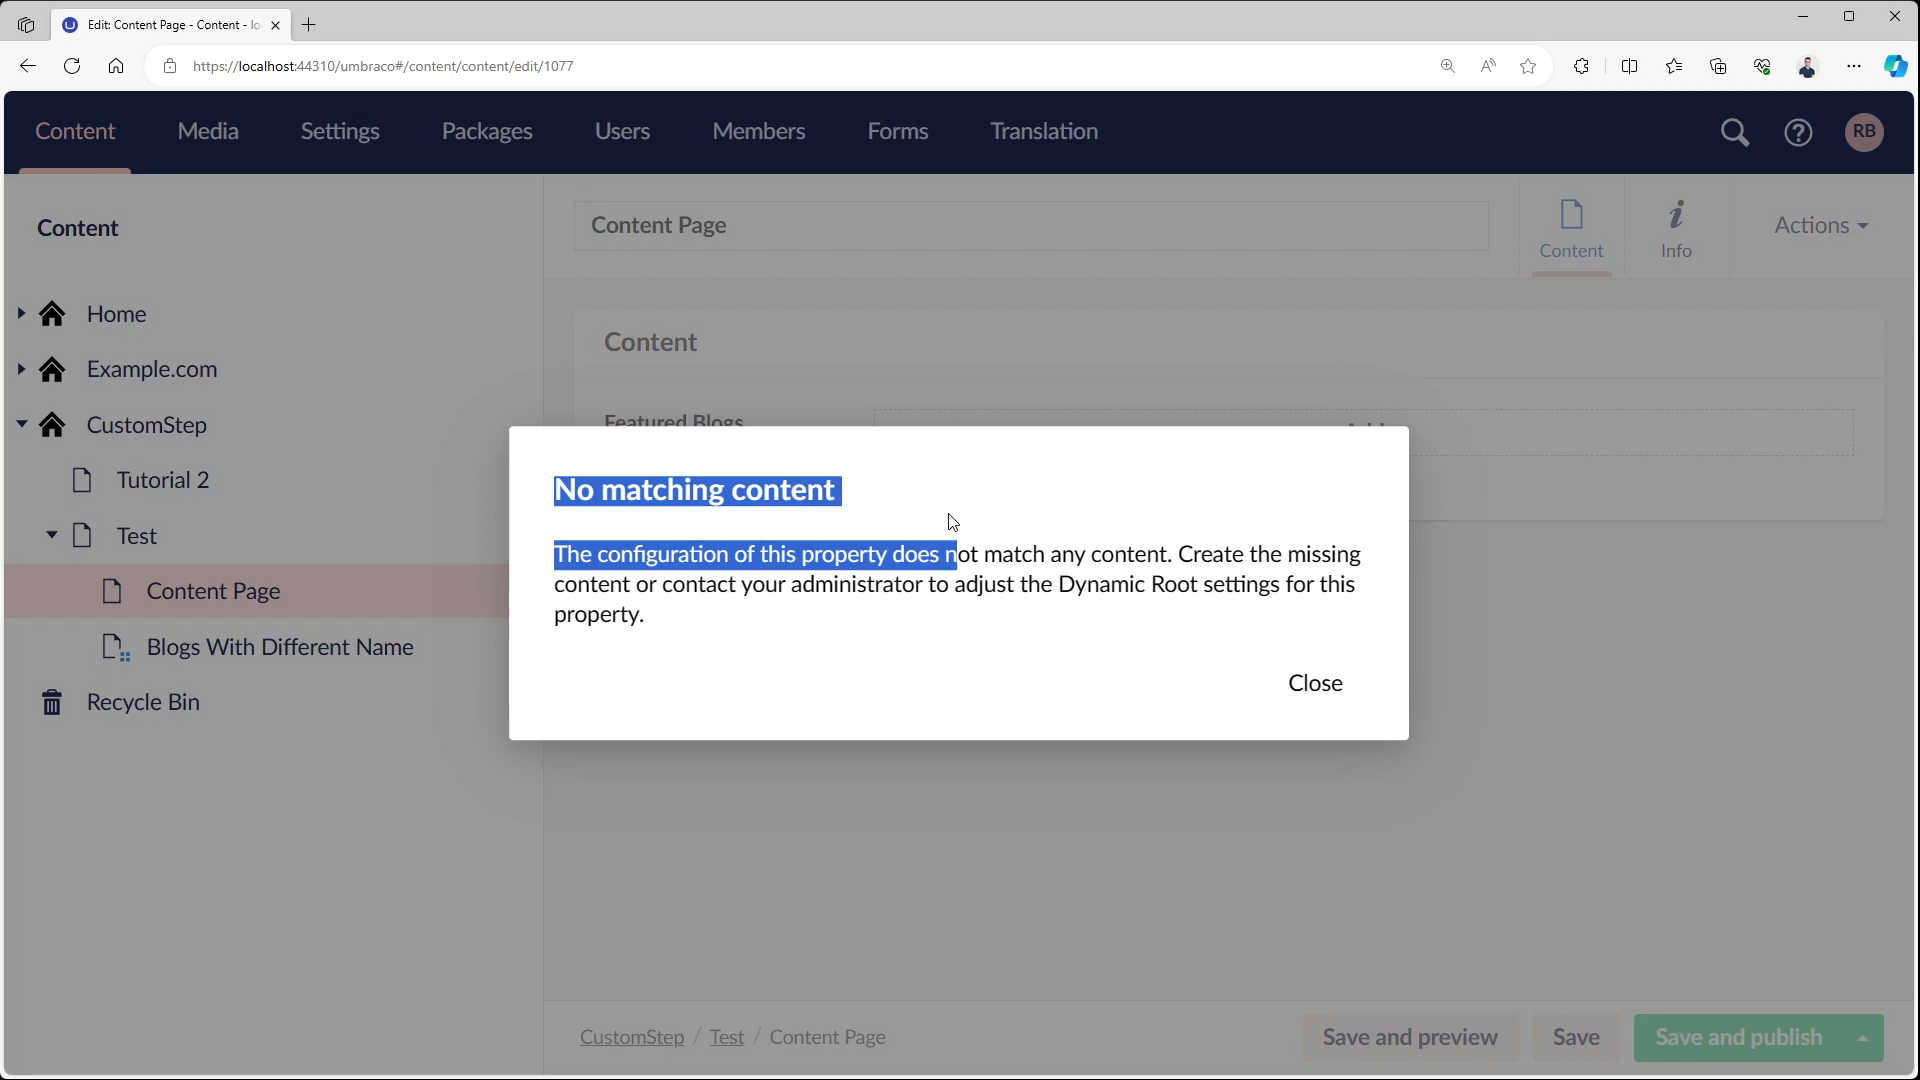 Edit: Content Page - Content - lo
https://localhost:44310/umbraco#/content/content/edit/1077
Content Media Settings Packages Users Members Forms Translation RB
Content
Home
Example.com
CustomStep
Tutorial 2
Test
Content Page
Blogs With Different Name
Recycle Bin
Content Page
Content
Info
Actions
Content
Featured Blogs
Add
No matching content
The configuration of this property does not match any content. Create the missing
content or contact your administrator to adjust the Dynamic Root settings for this
property.
Close
CustomStep / Test / Content Page
Save and preview
Save
Save and publish